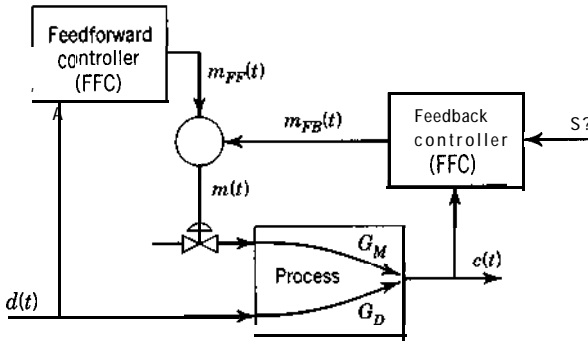 Feedforward
controller
(FFC)
m_FF(t)
A
m_FB(t)
Feedback
controller
(FFC)
S?
m(t)
G_M
Process
c(t)
d(t)
G_D